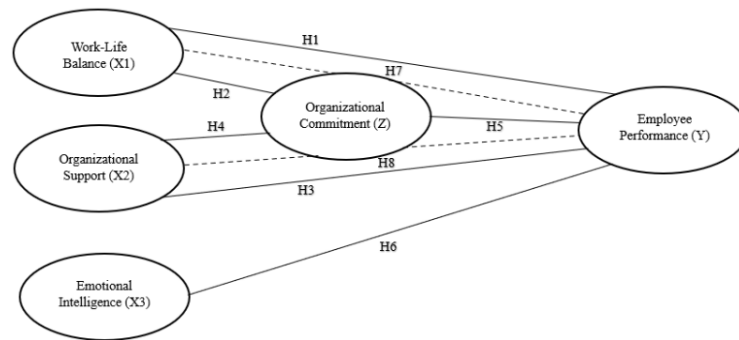 H1
Work-Life
Balance (X1)
H7
H2
Organizational
Commitment (Z)
Employee
Performance (Y)
H4
H5
Organizational
Support (X2)
H8
H3
H6
Emotional
Intelligence (X3)